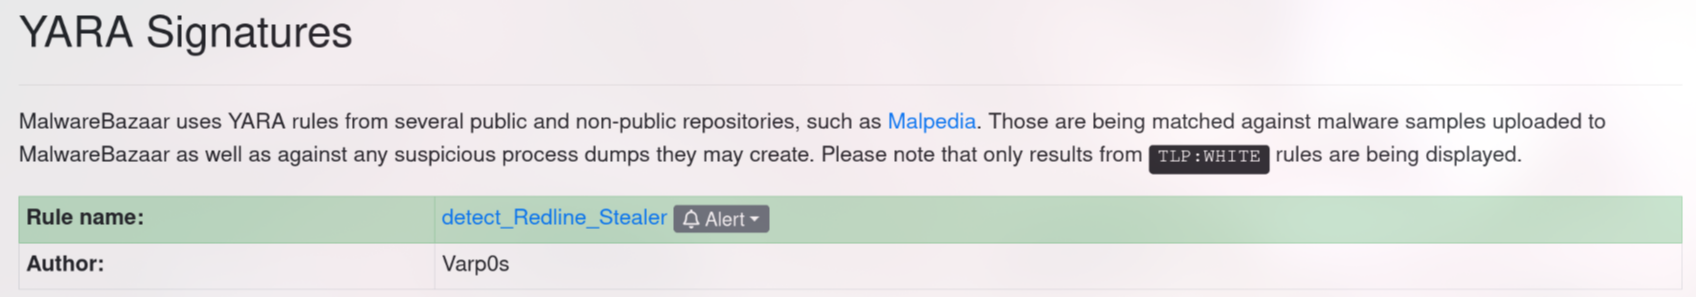 YARA Signatures
MalwareBazaar uses YARA rules from several public and non-public repositories, such as Malpedia. Those are being matched against malware samples uploaded to
MalwareBazaar as well as against any suspicious process dumps they may create. Please note that only results from TLP:WHITE rules are being displayed.
Rule name: detect_Redline_Stealer Alert
Author: Varp0s